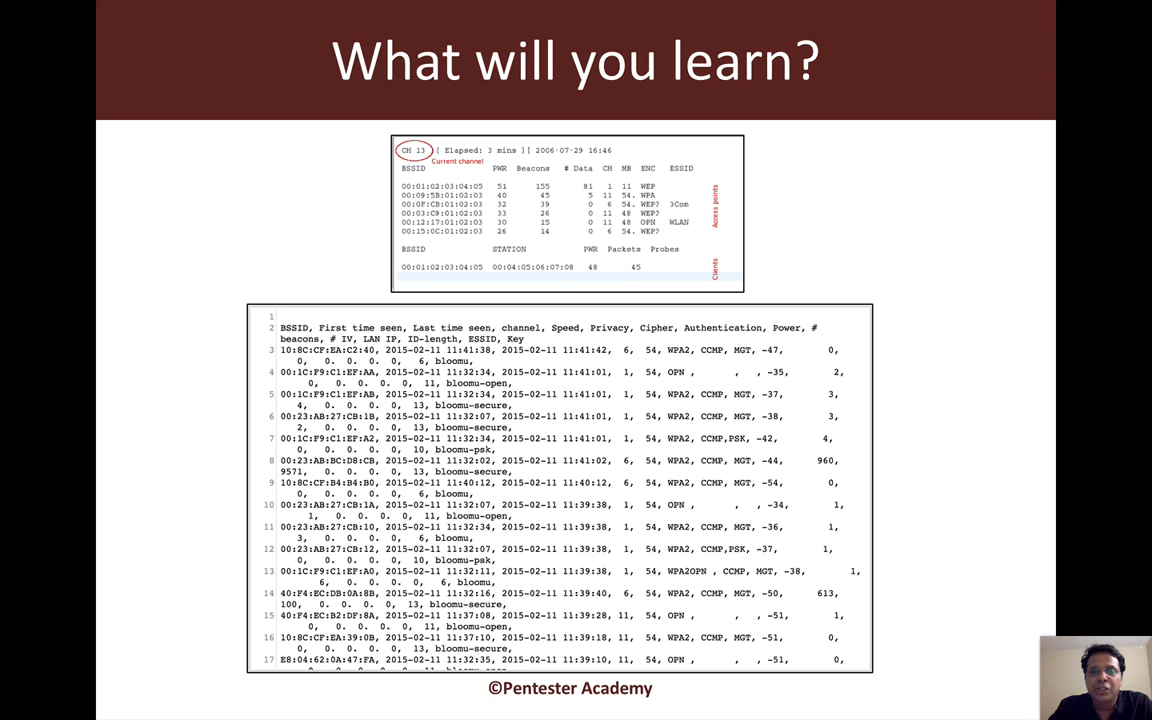 What will you learn?
CH 13 [ Elapsed: 3 mins ][ 2006-07-29 16:46
Current channel
BSSID PWR Beacons # Data CH MB ENC ESSID
00:01:02:03:04:05 51 155 81 1 11 WEP
00:09:5B:01:02:03 40 45 5 11 54. WPA
00:0F:CB:01:02:03 32 39 0 6 54. WEP? 3Com
00:03:C9:01:02:03 33 26 0 11 48 WEP?
00:12:17:01:02:03 30 15 0 11 48 OPN WLAN
00:15:0C:01:02:03 26 14 0 6 54. WEP?
Access points
BSSID STATION PWR Packets Probes
00:01:02:03:04:05 00:04:05:06:07:08 48 45
Clients
1
2 BSSID, First time seen, Last time seen, channel, Speed, Privacy, Cipher, Authentication, Power, #
beacons, # IV, LAN IP, ID-length, ESSID, Key
3 10:8C:CF:EA:C2:40, 2015-02-11 11:41:38, 2015-02-11 11:41:42, 6, 54, WPA2, CCMP, MGT, -47, 0,
0, 0. 0. 0. 0, 6, bloomu,
4 00:1C:F9:C1:EF:AA, 2015-02-11 11:32:34, 2015-02-11 11:41:01, 1, 54, OPN , , , -35, 2,
0, 0. 0. 0. 0, 11, bloomu-open,
5 00:1C:F9:C1:EF:AB, 2015-02-11 11:32:34, 2015-02-11 11:41:01, 1, 54, WPA2, CCMP, MGT, -37, 3,
4, 0. 0. 0. 0, 13, bloomu-secure,
6 00:23:AB:27:CB:1B, 2015-02-11 11:32:07, 2015-02-11 11:41:01, 1, 54, WPA2, CCMP, MGT, -38, 3,
2, 0. 0. 0. 0, 13, bloomu-secure,
7 00:1C:F9:C1:EF:A2, 2015-02-11 11:32:34, 2015-02-11 11:41:01, 1, 54, WPA2, CCMP,PSK, -42, 4,
0, 0. 0. 0. 0, 10, bloomu-psk,
8 00:23:AB:BC:D8:CB, 2015-02-11 11:32:02, 2015-02-11 11:41:02, 6, 54, WPA2, CCMP, MGT, -44, 960,
9571, 0. 0. 0. 0, 13, bloomu-secure,
9 10:8C:CF:B4:B4:B0, 2015-02-11 11:40:12, 2015-02-11 11:40:12, 6, 54, WPA2, CCMP, MGT, -54, 0,
0, 0. 0. 0. 0, 6, bloomu,
10 00:23:AB:27:CB:1A, 2015-02-11 11:32:07, 2015-02-11 11:39:38, 1, 54, OPN , , , -34, 1,
1, 0. 0. 0. 0, 11, bloomu-open,
11 00:23:AB:27:CB:10, 2015-02-11 11:32:34, 2015-02-11 11:39:38, 1, 54, WPA2, CCMP, MGT, -36, 1,
3, 0. 0. 0. 0, 6, bloomu,
12 00:23:AB:27:CB:12, 2015-02-11 11:32:07, 2015-02-11 11:39:38, 1, 54, WPA2, CCMP,PSK, -37, 1,
0, 0. 0. 0. 0, 10, bloomu-psk,
13 00:1C:F9:C1:EF:A0, 2015-02-11 11:32:11, 2015-02-11 11:39:38, 1, 54, WPA2OPN , CCMP, MGT, -38, 1,
6, 0. 0. 0. 0, 6, bloomu,
14 40:F4:EC:DB:0A:8B, 2015-02-11 11:32:16, 2015-02-11 11:39:40, 6, 54, WPA2, CCMP, MGT, -50, 613,
100, 0. 0. 0. 0, 13, bloomu-secure,
15 40:F4:EC:B2:DF:8A, 2015-02-11 11:37:08, 2015-02-11 11:39:28, 11, 54, OPN , , , -51, 1,
0, 0. 0. 0. 0, 11, bloomu-open,
16 10:8C:CF:EA:39:0B, 2015-02-11 11:37:10, 2015-02-11 11:39:18, 11, 54, WPA2, CCMP, MGT, -51, 0,
0, 0. 0. 0. 0, 13, bloomu-secure,
17 E8:04:62:0A:47:FA, 2015-02-11 11:32:35, 2015-02-11 11:39:10, 11, 54, OPN , , , -51, 0,
©Pentester Academy